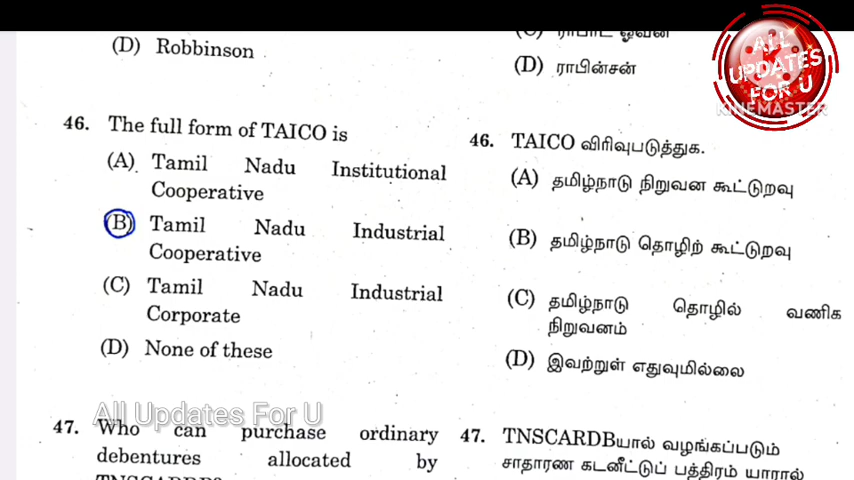 (D) Robbinson
46. The full form of TAICO is
(A) Tamil Nadu Institutional
Cooperative
(B) Tamil Nadu Industrial
Cooperative
(C) Tamil Nadu Industrial
Corporate
(D) None of these
47. Who can purchase ordinary
debentures allocated by
(D) ராபின்சன்
46. TAICO விரிவுபடுத்துக.
(A) தமிழ்நாடு நிறுவன கூட்டுறவு
(B) தமிழ்நாடு தொழிற் கூட்டுறவு
(C) தமிழ்நாடு தொழில் வணிக
நிறுவனம்
(D) இவற்றுள் எதுவுமில்லை
47. TNSCARDBயால் வழங்கப்படும்
சாதாரண கடனீட்டுப் பத்திரம் யாரால்
ALL
UPDATES
FOR U
KINEMASTER
All Updates For U